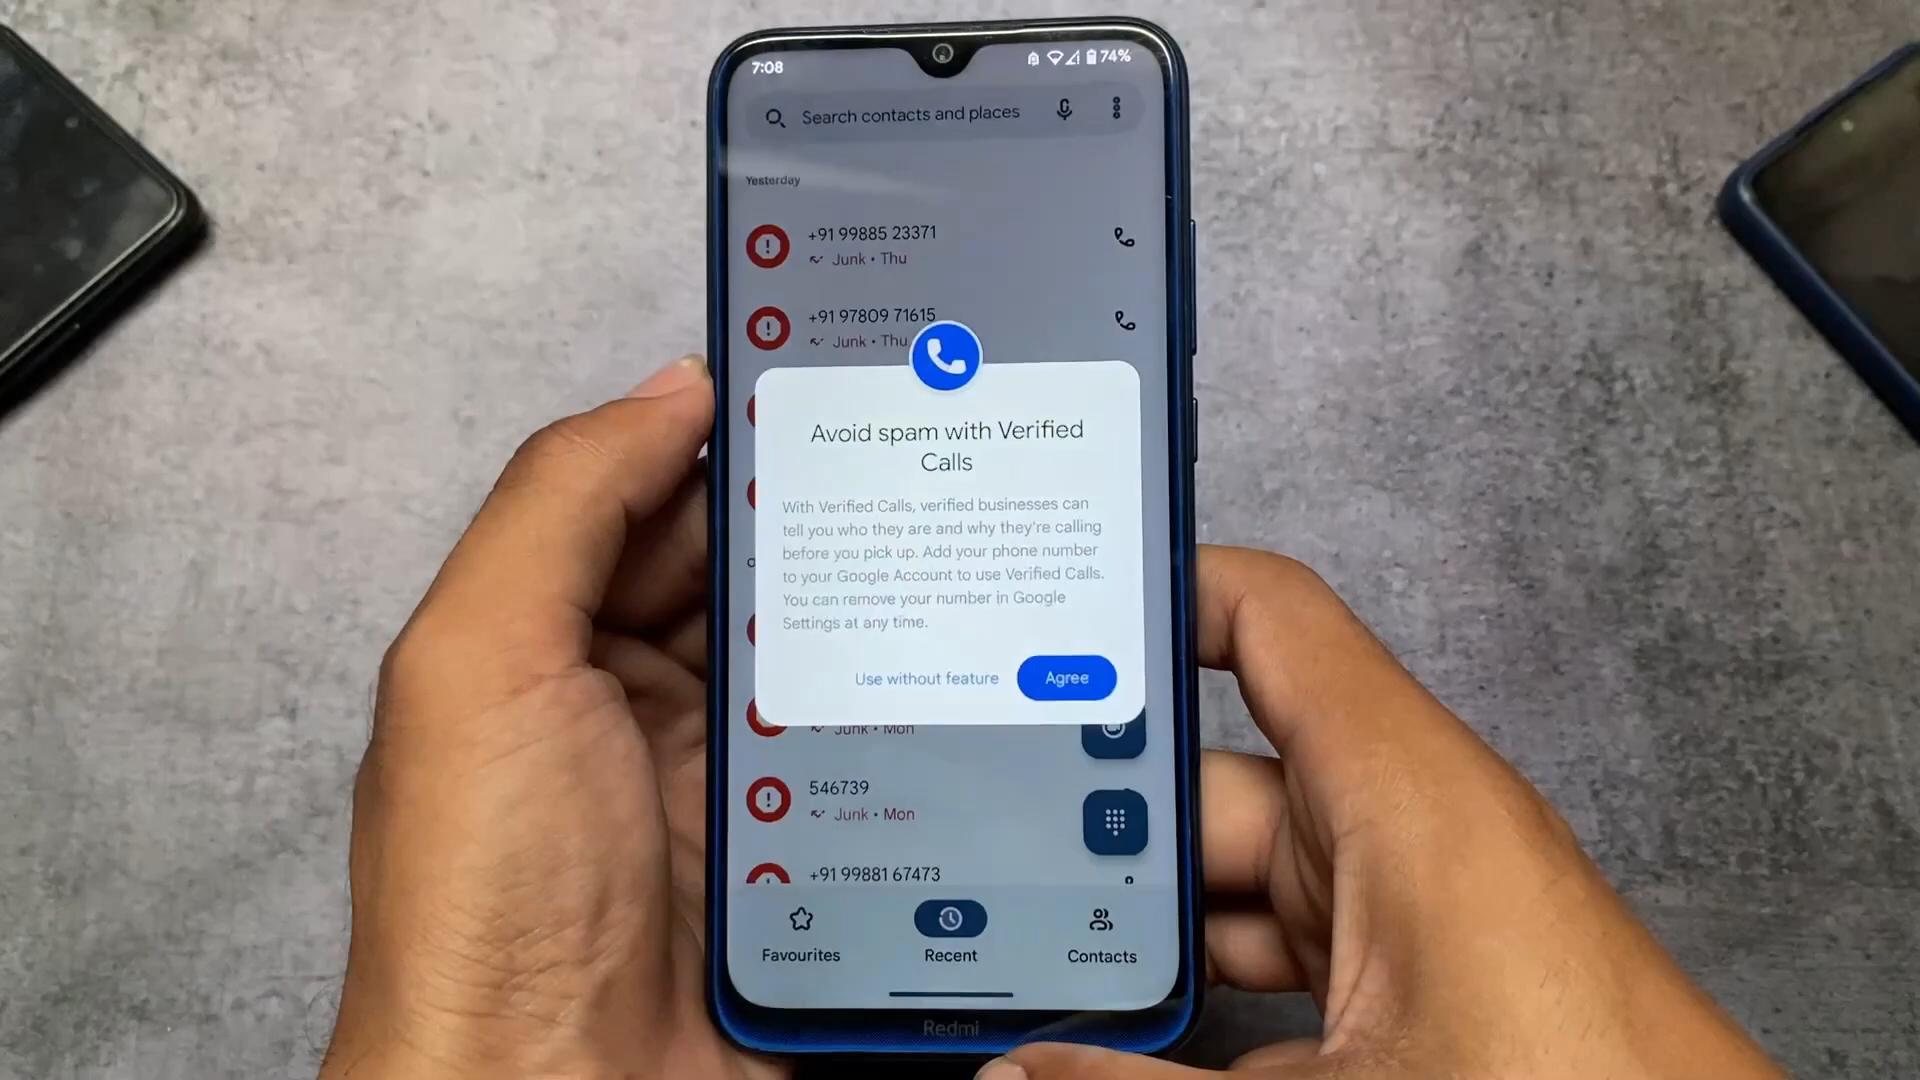 7:08
74%
Search contacts and places
Yesterday
+91 99885 23371
Junk • Thu
+91 97809 71615
Junk • Thu
Avoid spam with Verified
Calls
With Verified Calls, verified businesses can
tell you who they are and why they're calling
before you pick up. Add your phone number
to your Google Account to use Verified Calls.
You can remove your number in Google
Settings at any time.
Use without feature
Agree
Junk • Mon
546739
Junk • Mon
+91 99881 67473
Favourites
Recent
Contacts
Redmi